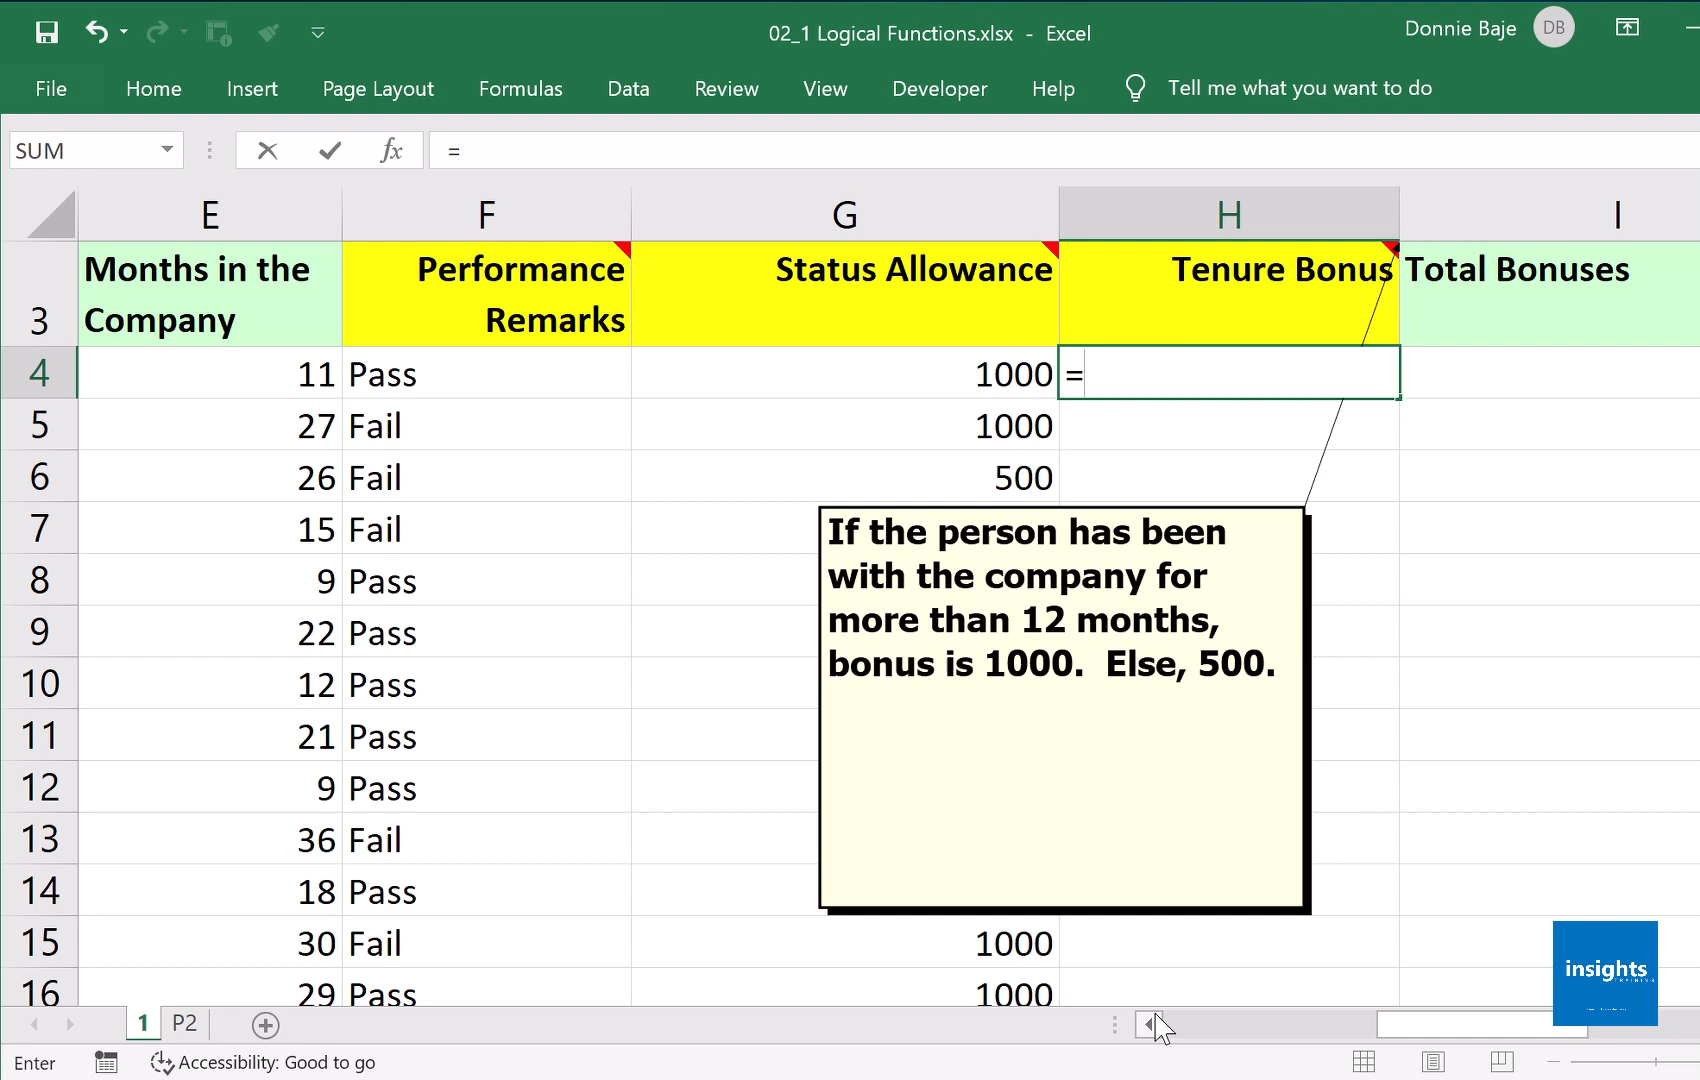 02_1 Logical Functions.xlsx - Excel
Donnie Baje DB
File Home Insert Page Layout Formulas Data Review View Developer Help Tell me what you want to do
SUM fx =
E F G H I
3 Months in the Company Performance Remarks Status Allowance Tenure Bonus Total Bonuses
4 11 Pass 1000 =
5 27 Fail 1000
6 26 Fail 500
7 15 Fail
8 9 Pass
9 22 Pass
10 12 Pass
11 21 Pass
12 9 Pass
13 36 Fail
14 18 Pass
15 30 Fail 1000
16 29 Pass 1000
If the person has been
with the company for
more than 12 months,
bonus is 1000. Else, 500.
insights
1 P2
Enter Accessibility: Good to go